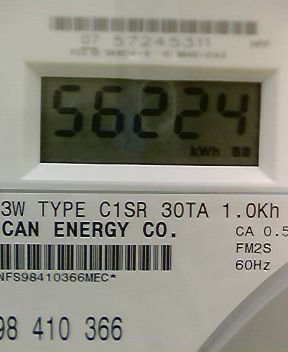 07 57245311
56224
kWh
3W TYPE C1SR 30TA 1.0Kh
CAN ENERGY CO.
CA 0.5
FM2S
60Hz
NFS98410366MEC*
98 410 366